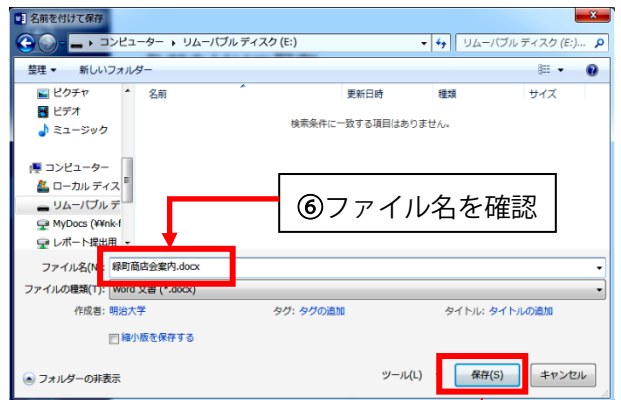 名前を付けて保存
コンピューター ▸ リムーバブル ディスク (E:)
リムーバブル ディスク (E:)...
整理 新しいフォルダー
ピクチャ
ビデオ
ミュージック
コンピューター
ローカル ディス
リムーバブル デ
MyDocs (¥¥nk-f
レポート提出用
名前 更新日時 種類 サイズ
検索条件に一致する項目はありません。
⑥ファイル名を確認
ファイル名(N): 緑町商店会案内.docx
ファイルの種類(T): Word 文書 (*.docx)
作成者: 明治大学 タグ: タグの追加 タイトル: タイトルの追加
縮小版を保存する
フォルダーの非表示 ツール(L) 保存(S) キャンセル